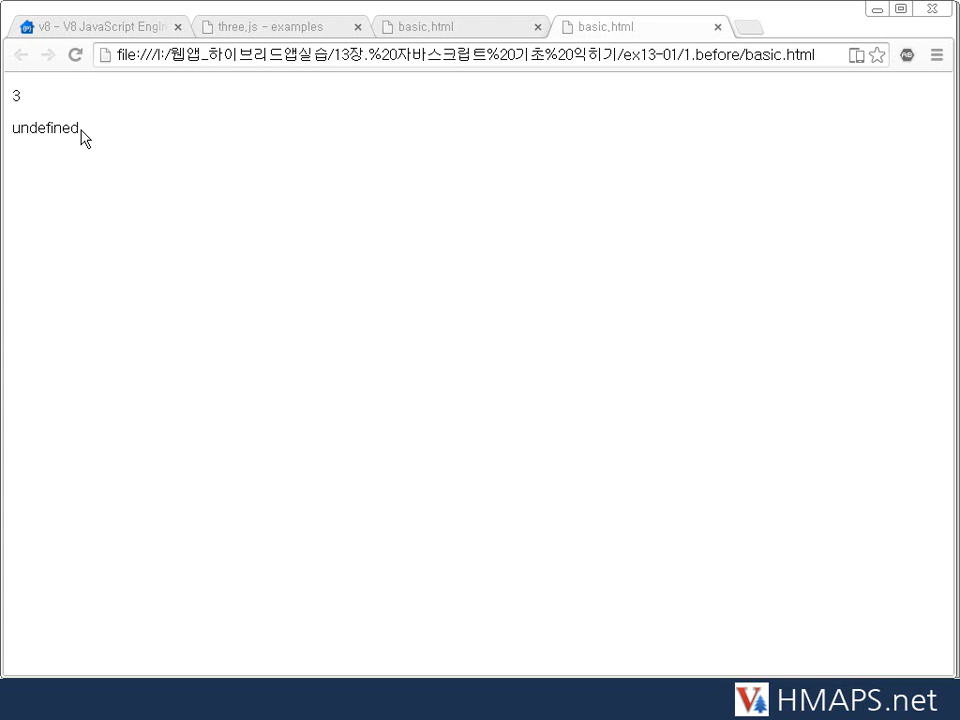 v8 - V8 JavaScript Engin
three.js - examples
basic.html
basic.html
file:///I:/웹앱_하이브리드앱실습/13장.%20자바스크립트%20기초%20익히기/ex13-01/1.before/basic.html
3
undefined
HMAPS.net